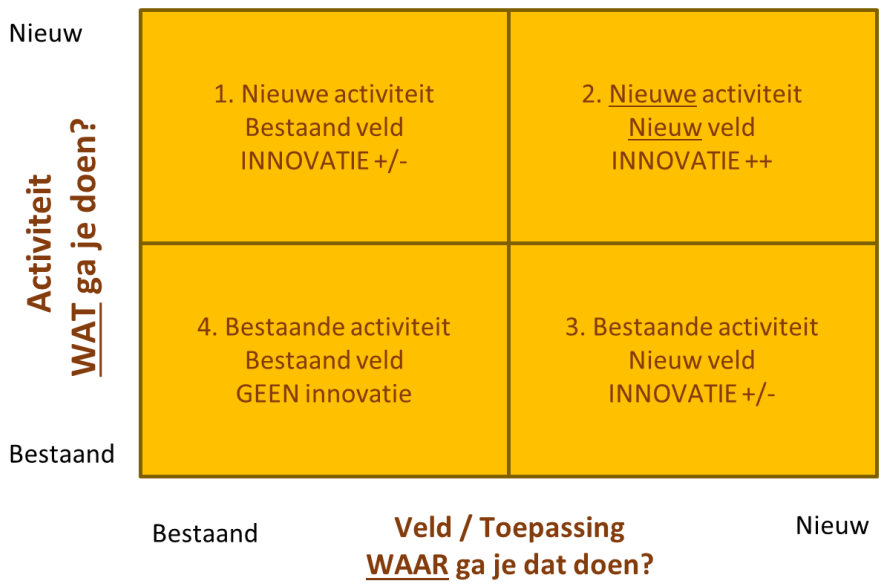 Nieuw
Activiteit
WAT ga je doen?
1. Nieuwe activiteit
Bestaand veld
INNOVATIE +/-
2. Nieuwe activiteit
Nieuw veld
INNOVATIE ++
4. Bestaande activiteit
Bestaand veld
GEEN innovatie
3. Bestaande activiteit
Nieuw veld
INNOVATIE +/-
Bestaand
Bestaand
Veld / Toepassing
WAAR ga je dat doen?
Nieuw